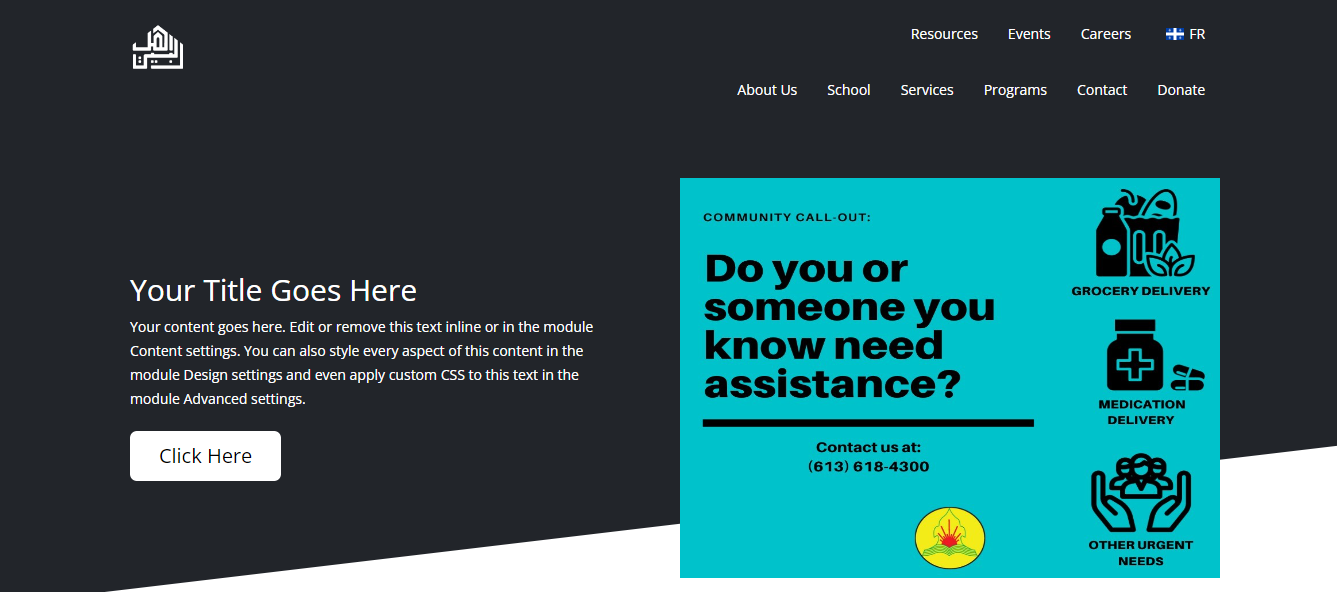 Resources Events Careers FR
About Us School Services Programs Contact Donate
Your Title Goes Here
Your content goes here. Edit or remove this text inline or in the module
Content settings. You can also style every aspect of this content in the
module Design settings and even apply custom CSS to this text in the
module Advanced settings.
Click Here
COMMUNITY CALL-OUT:
Do you or
someone you
know need
assistance?
Contact us at:
(613) 618-4300
GROCERY DELIVERY
MEDICATION
DELIVERY
OTHER URGENT
NEEDS